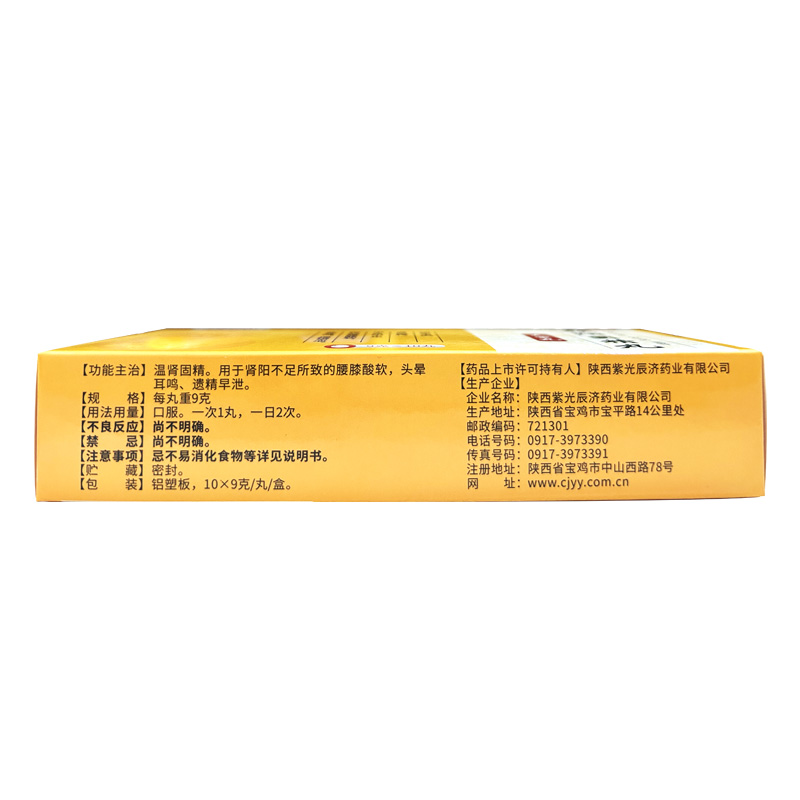 【功能主治】温肾固精。用于肾阳不足所致的腰膝酸软，头晕
耳鸣、遗精早泄。
【规　　格】每丸重9克
【用法用量】口服。一次1丸，一日2次。
【不良反应】尚不明确。
【禁　　忌】尚不明确。
【注意事项】忌不易消化食物等详见说明书。
【贮　　藏】密封。
【包　　装】铝塑板，10×9克/丸/盒。
【药品上市许可持有人】陕西紫光辰济药业有限公司
【生产企业】
企业名称：陕西紫光辰济药业有限公司
生产地址：陕西省宝鸡市宝平路14公里处
邮政编码：721301
电话号码：0917-3973390
传真号码：0917-3973391
注册地址：陕西省宝鸡市中山西路78号
网　　址：www.cjyy.com.cn